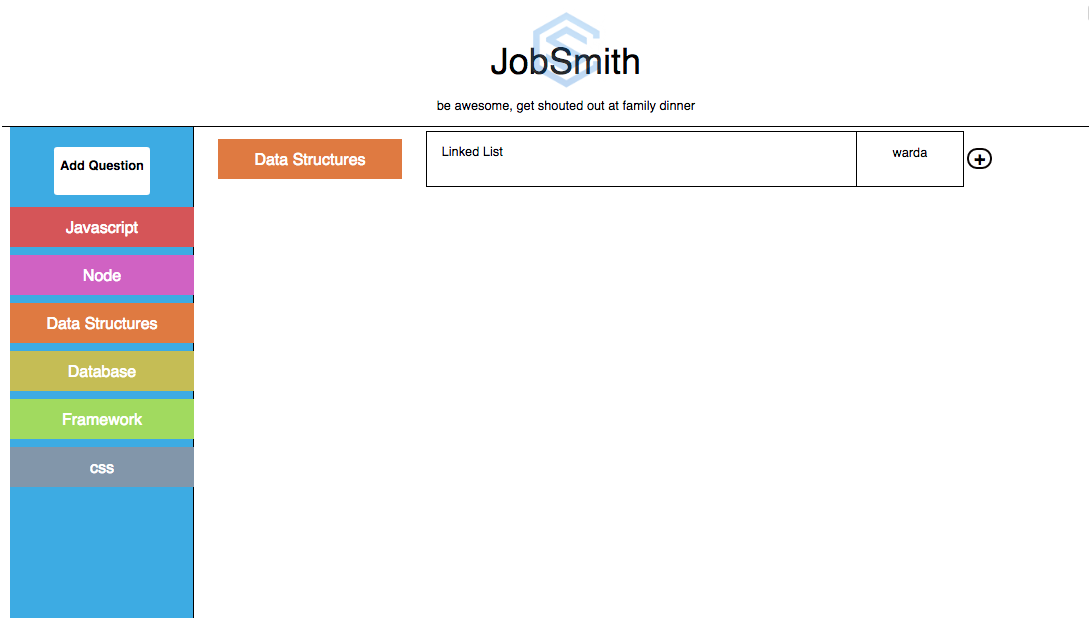 JobSmith
be awesome, get shouted out at family dinner
Add Question
Javascript
Node
Data Structures
Database
Framework
css
Data Structures
Linked List
warda